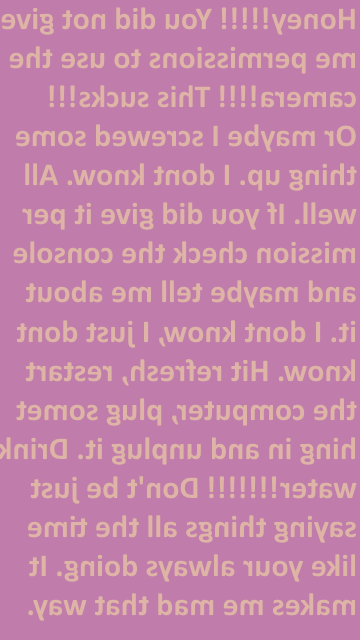 Honey!!!!! You did not give
me permissions to use the
camera!!!! This sucks!!!
Or maybe I screwed some
thing up. I dont know. All
well. If you did give it per
mission check the console
and maybe tell me about
it. I dont know, I just dont
know. Hit refresh, restart
the computer, plug somet
hing in and unplug it. Drink
water!!!!!!! Don't be just
saying things all the time
like your always doing. It
makes me mad that way.